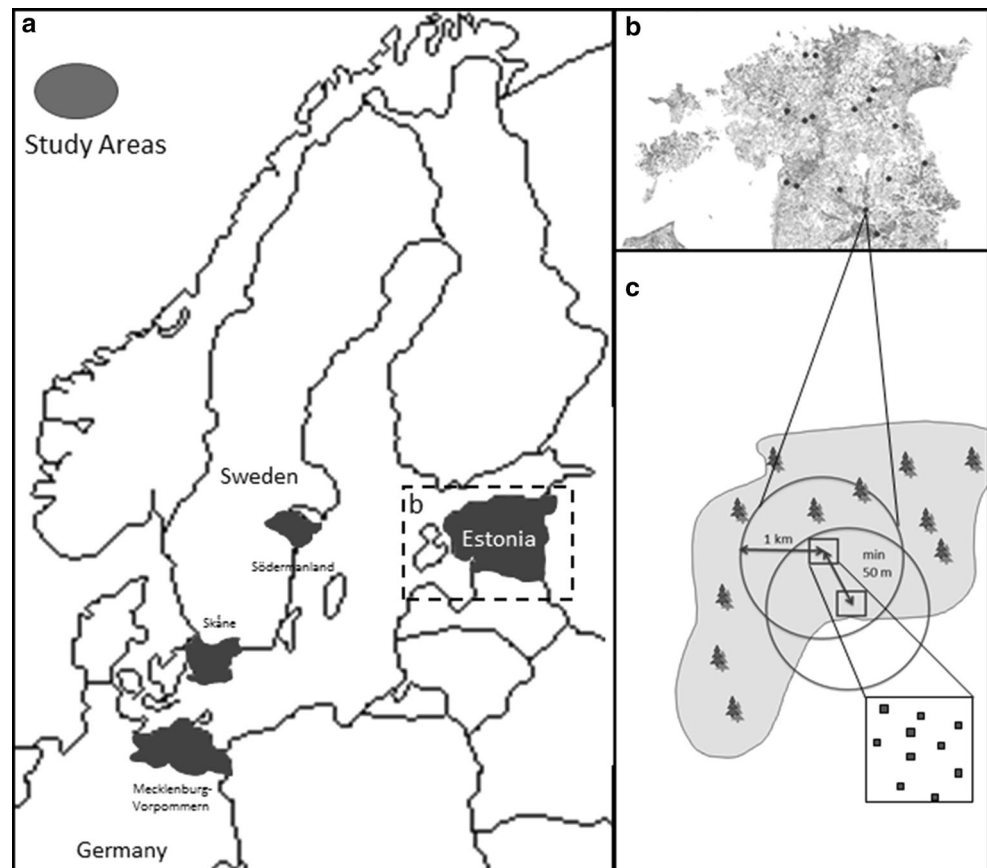 a
Study Areas
Sweden
Södermanland
Skåne
Mecklenburg-
Vorpommern
Germany
b
Estonia
b
c
1 km
min
50 m